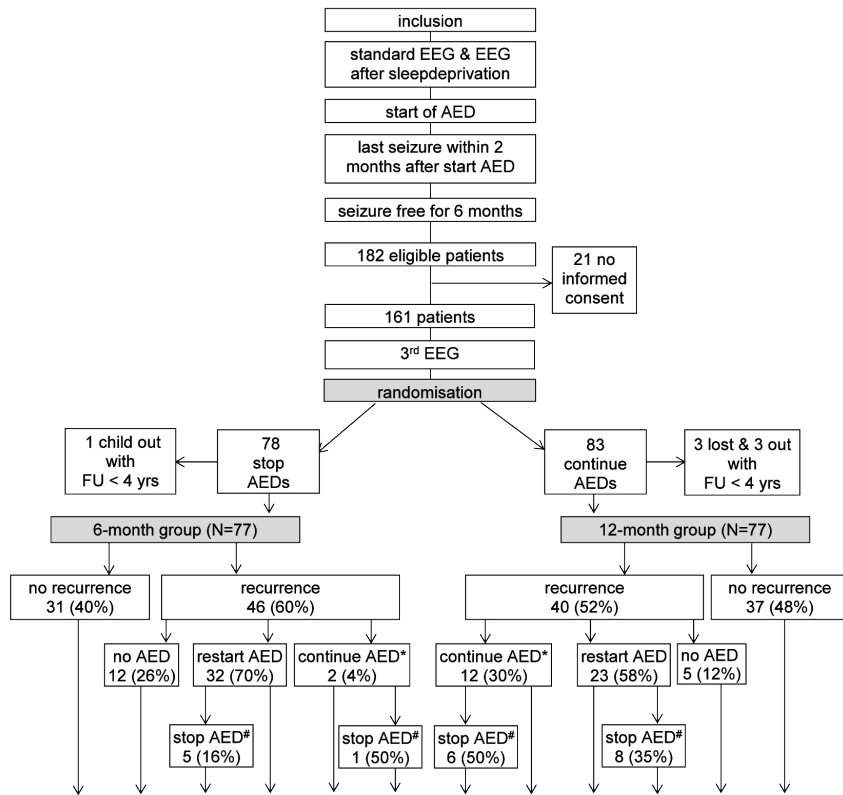 inclusion
standard EEG & EEG
after sleepdeprivation
start of AED
last seizure within 2
months after start AED
seizure free for 6 months
182 eligible patients
21 no
informed
consent
161 patients
3rd EEG
randomisation
1 child out
with
FU < 4 yrs
78
stop
AEDs
83
continue
AEDs
3 lost & 3 out
with
FU < 4 yrs
6-month group (N=77)
12-month group (N=77)
no recurrence
31 (40%)
recurrence
46 (60%)
recurrence
40 (52%)
no recurrence
37 (48%)
no AED
12 (26%)
restart AED
32 (70%)
continue AED*
2 (4%)
continue AED*
12 (30%)
restart AED
23 (58%)
no AED
5 (12%)
stop AED#
5 (16%)
stop AED#
1 (50%)
stop AED#
6 (50%)
stop AED#
8 (35%)